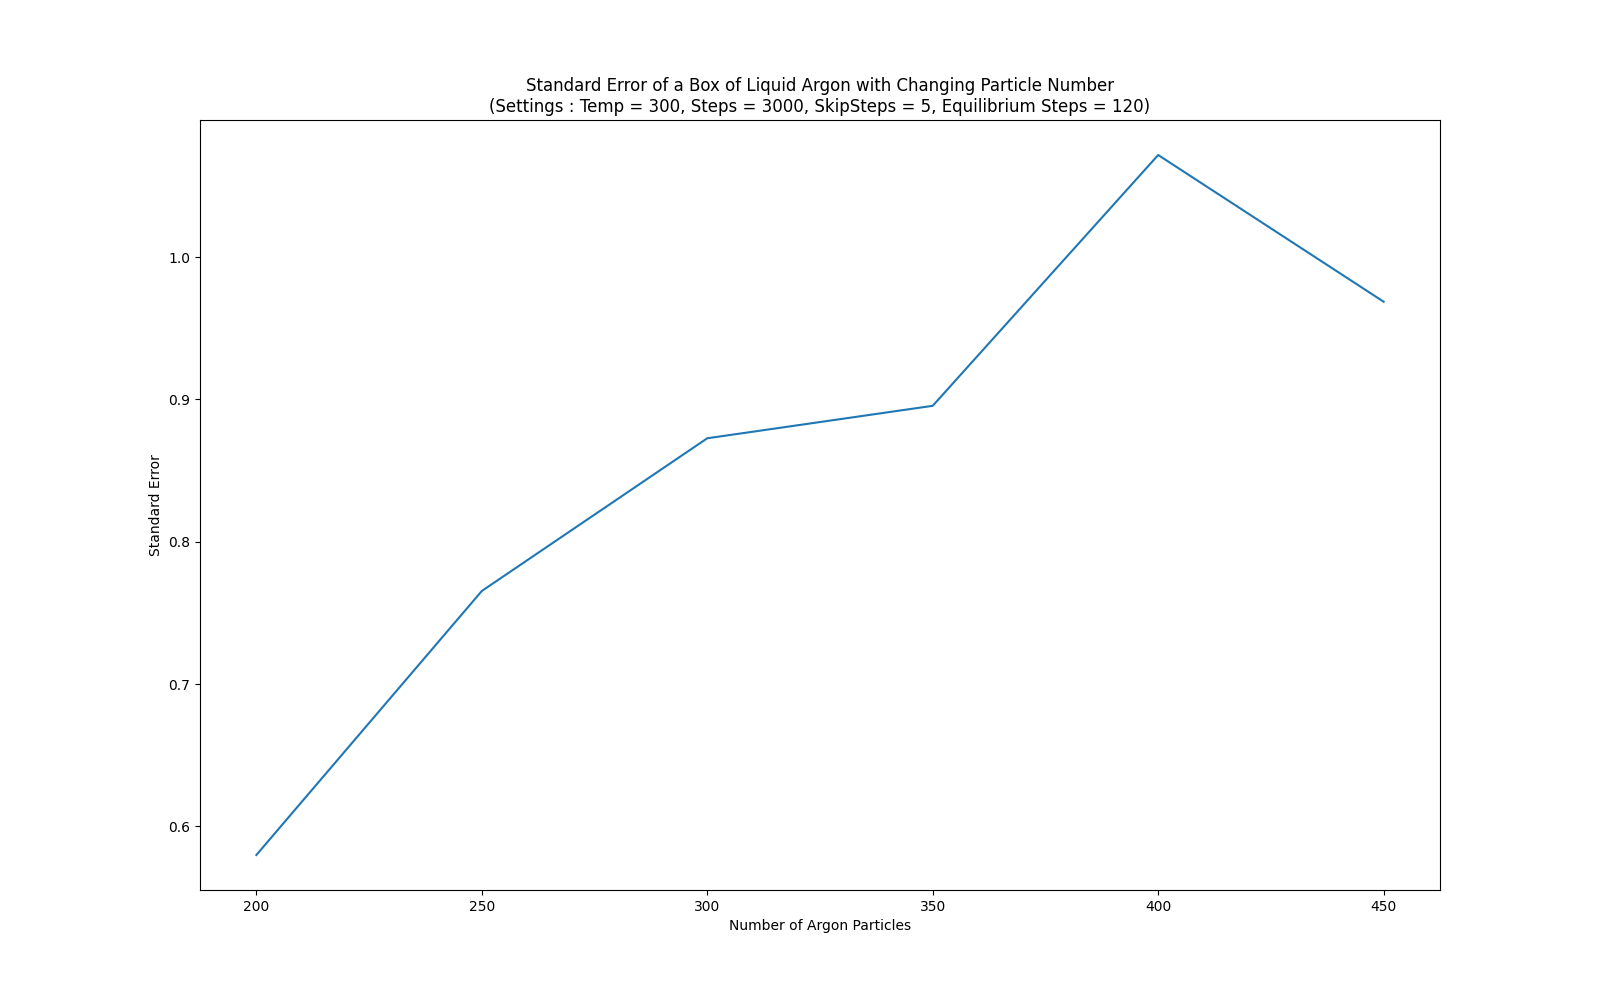 Standard Error of a Box of Liquid Argon with Changing Particle Number
(Settings : Temp = 300, Steps = 3000, SkipSteps = 5, Equilibrium Steps = 120)
1.0
0.9
0.8
0.7
0.6
Standard Error
200 250 300 350 400 450
Number of Argon Particles